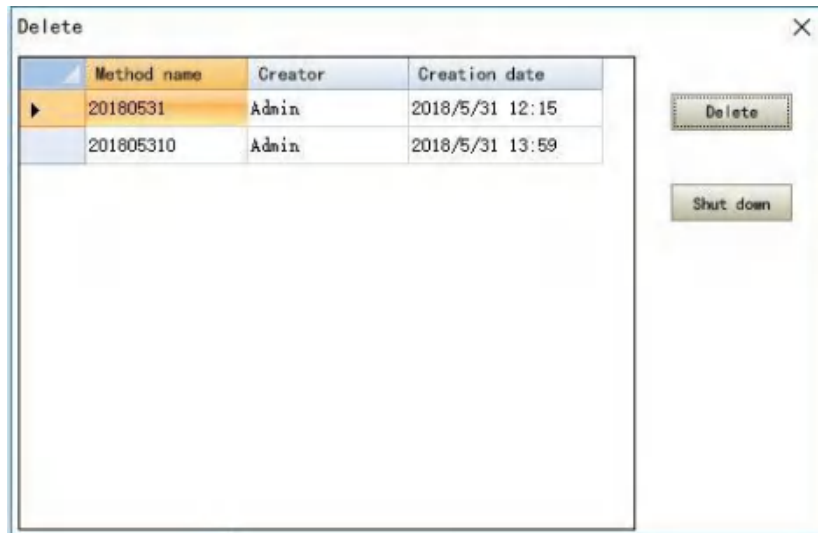 Delete
Method name Creator Creation date
20180531 Admin 2018/5/31 12:15
201805310 Admin 2018/5/31 13:59
Delete
Shut down